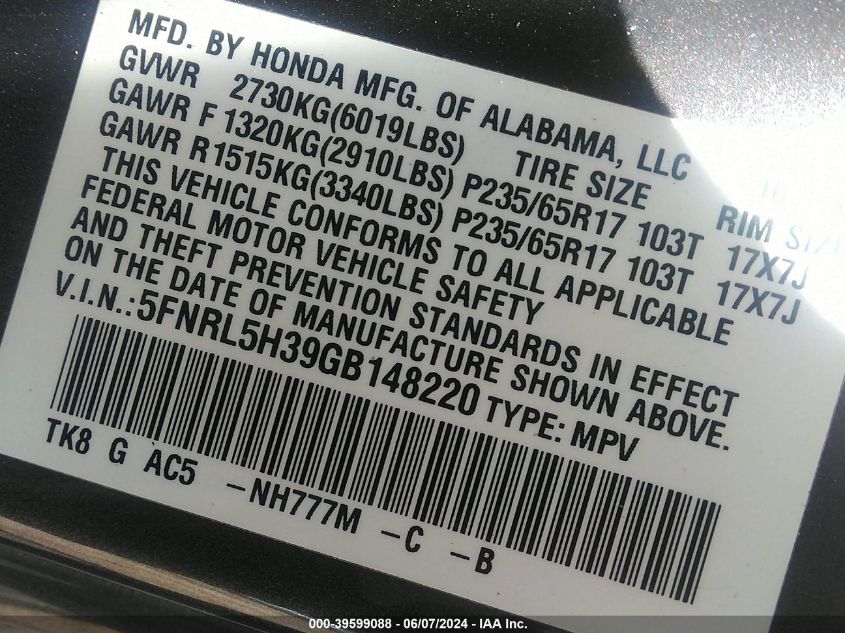 MFD. BY HONDA MFG. OF ALABAMA, LLC
GVWR 2730KG(6019LBS) TIRE SIZE RIM SIZE
GAWR F 1320KG(2910LBS) P235/65R17 103T 17X7J
GAWR R 1515KG(3340LBS) P235/65R17 103T 17X7J
THIS VEHICLE CONFORMS TO ALL APPLICABLE
FEDERAL MOTOR VEHICLE SAFETY
AND THEFT PREVENTION STANDARDS IN EFFECT
ON THE DATE OF MANUFACTURE SHOWN ABOVE.
V.I.N.: 5FNRL5H39GB148220 TYPE: MPV
TK8 G AC5 -NH777M -C -B
000-39599088 - 06/07/2024 - IAA Inc.